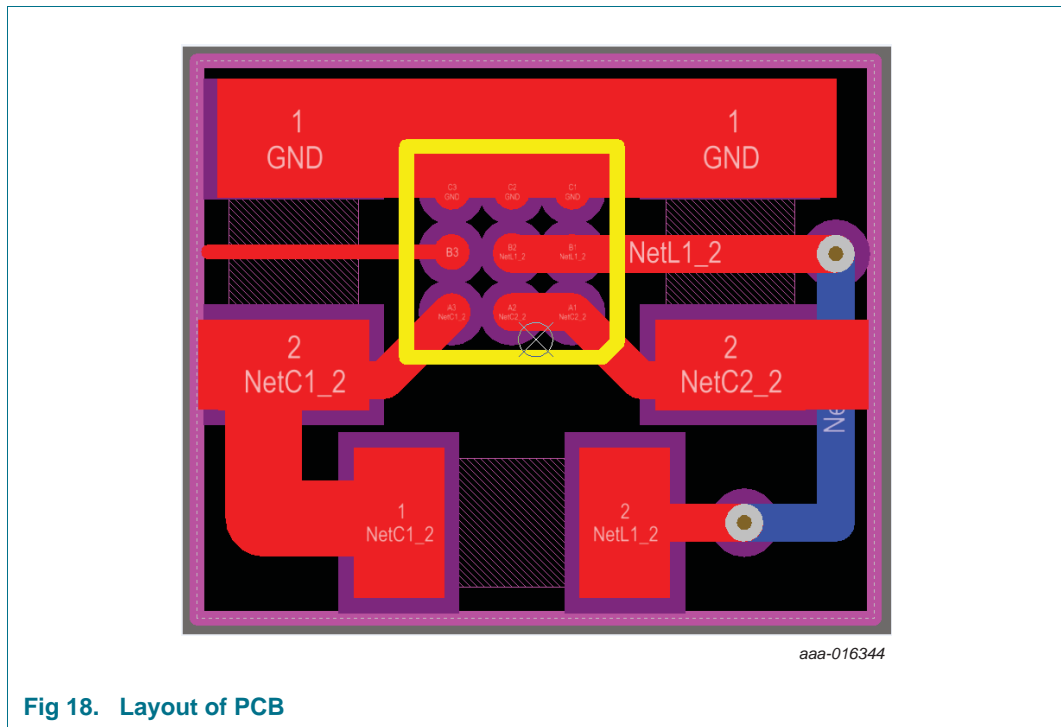 1
GND
1
GND
C3
GND
C2
GND
C1
GND
B3
B2
NetL1_2
B1
NetL1_2
NetL1_2
A3
NetC1_2
A2
NetC2_2
A1
NetC2_2
2
NetC1_2
2
NetC2_2
Ne
1
NetC1_2
2
NetL1_2
aaa-016344
Fig 18. Layout of PCB